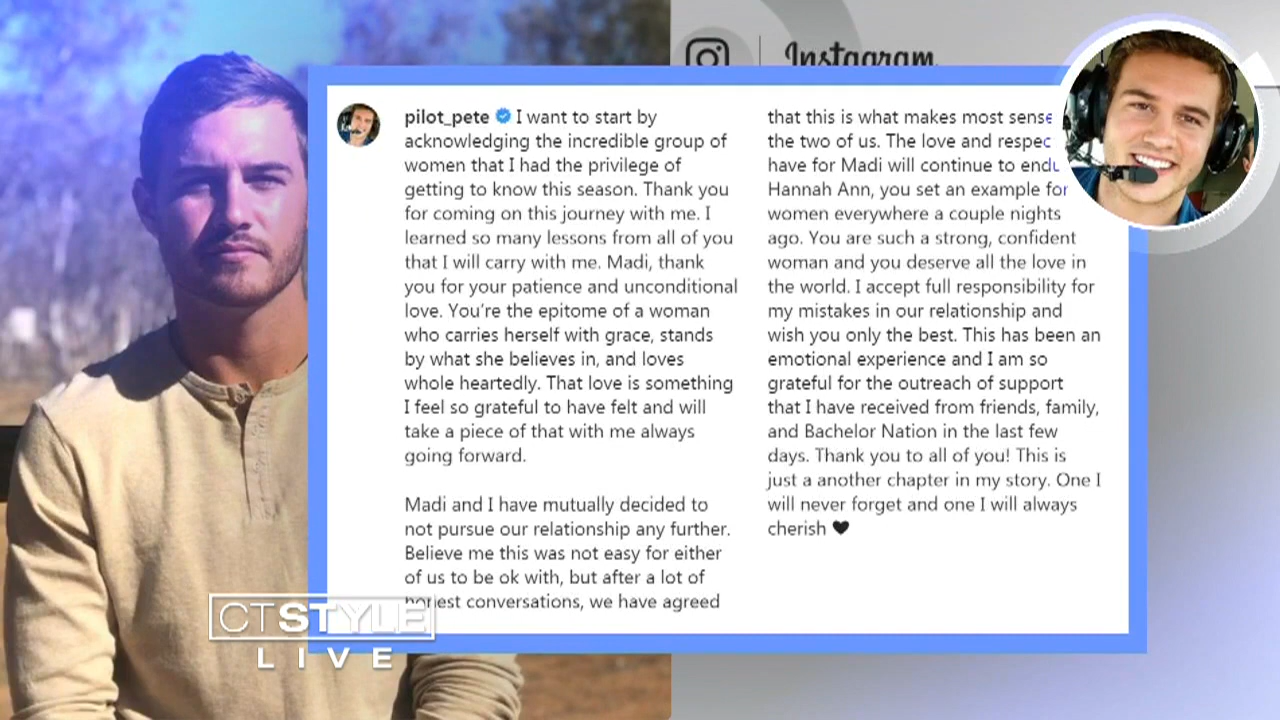 Instagram
pilot_pete I want to start by
acknowledging the incredible group of
women that I had the privilege of
getting to know this season. Thank you
for coming on this journey with me. I
learned so many lessons from all of you
that I will carry with me. Madi, thank
you for your patience and unconditional
love. You’re the epitome of a woman
who carries herself with grace, stands
by what she believes in, and loves
whole heartedly. That love is something
I feel so grateful to have felt and will
take a piece of that with me always
going forward.
Madi and I have mutually decided to
not pursue our relationship any further.
Believe me this was not easy for either
of us to be ok with, but after a lot of
honest conversations, we have agreed
that this is what makes most sense
the two of us. The love and respec
have for Madi will continue to endu
Hannah Ann, you set an example for
women everywhere a couple nights
ago. You are such a strong, confident
woman and you deserve all the love in
the world. I accept full responsibility for
my mistakes in our relationship and
wish you only the best. This has been an
emotional experience and I am so
grateful for the outreach of support
that I have received from friends, family,
and Bachelor Nation in the last few
days. Thank you to all of you! This is
just a another chapter in my story. One I
will never forget and one I will always
cherish 🖤
CT STYLE
LIVE